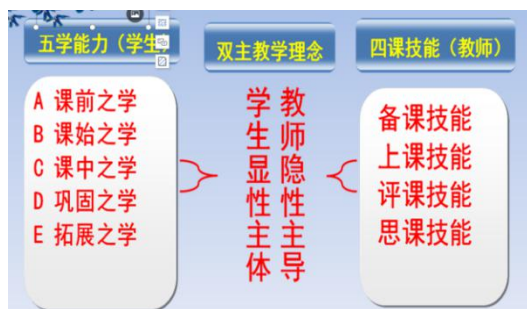 五学能力（学生）
双主教学理念
四课技能（教师）
A 课前之学
B 课始之学
C 课中之学
D 巩固之学
E 拓展之学
教师隐性主导
学生显性主体
备课技能
上课技能
评课技能
思课技能